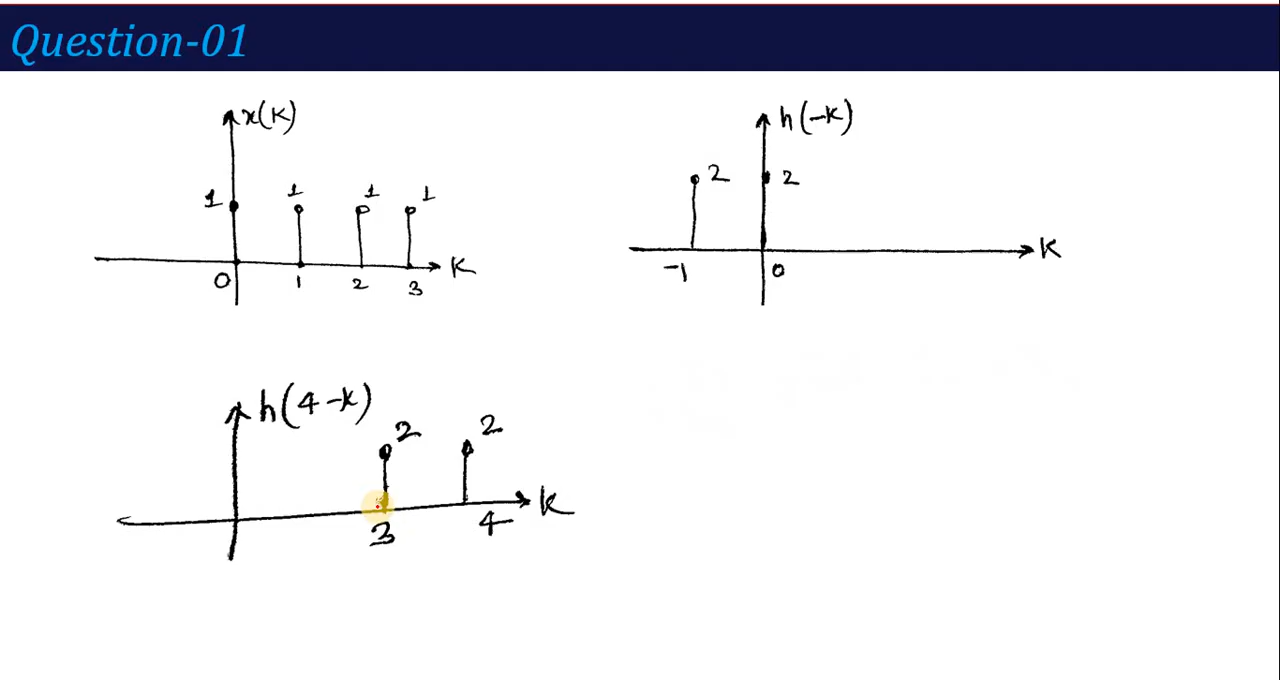 Question-01
x(k)
1 1 1 1
0 1 2 3 k
h(-k)
2 2
-1 0 k
h(4-k)
2 2
3 4 k